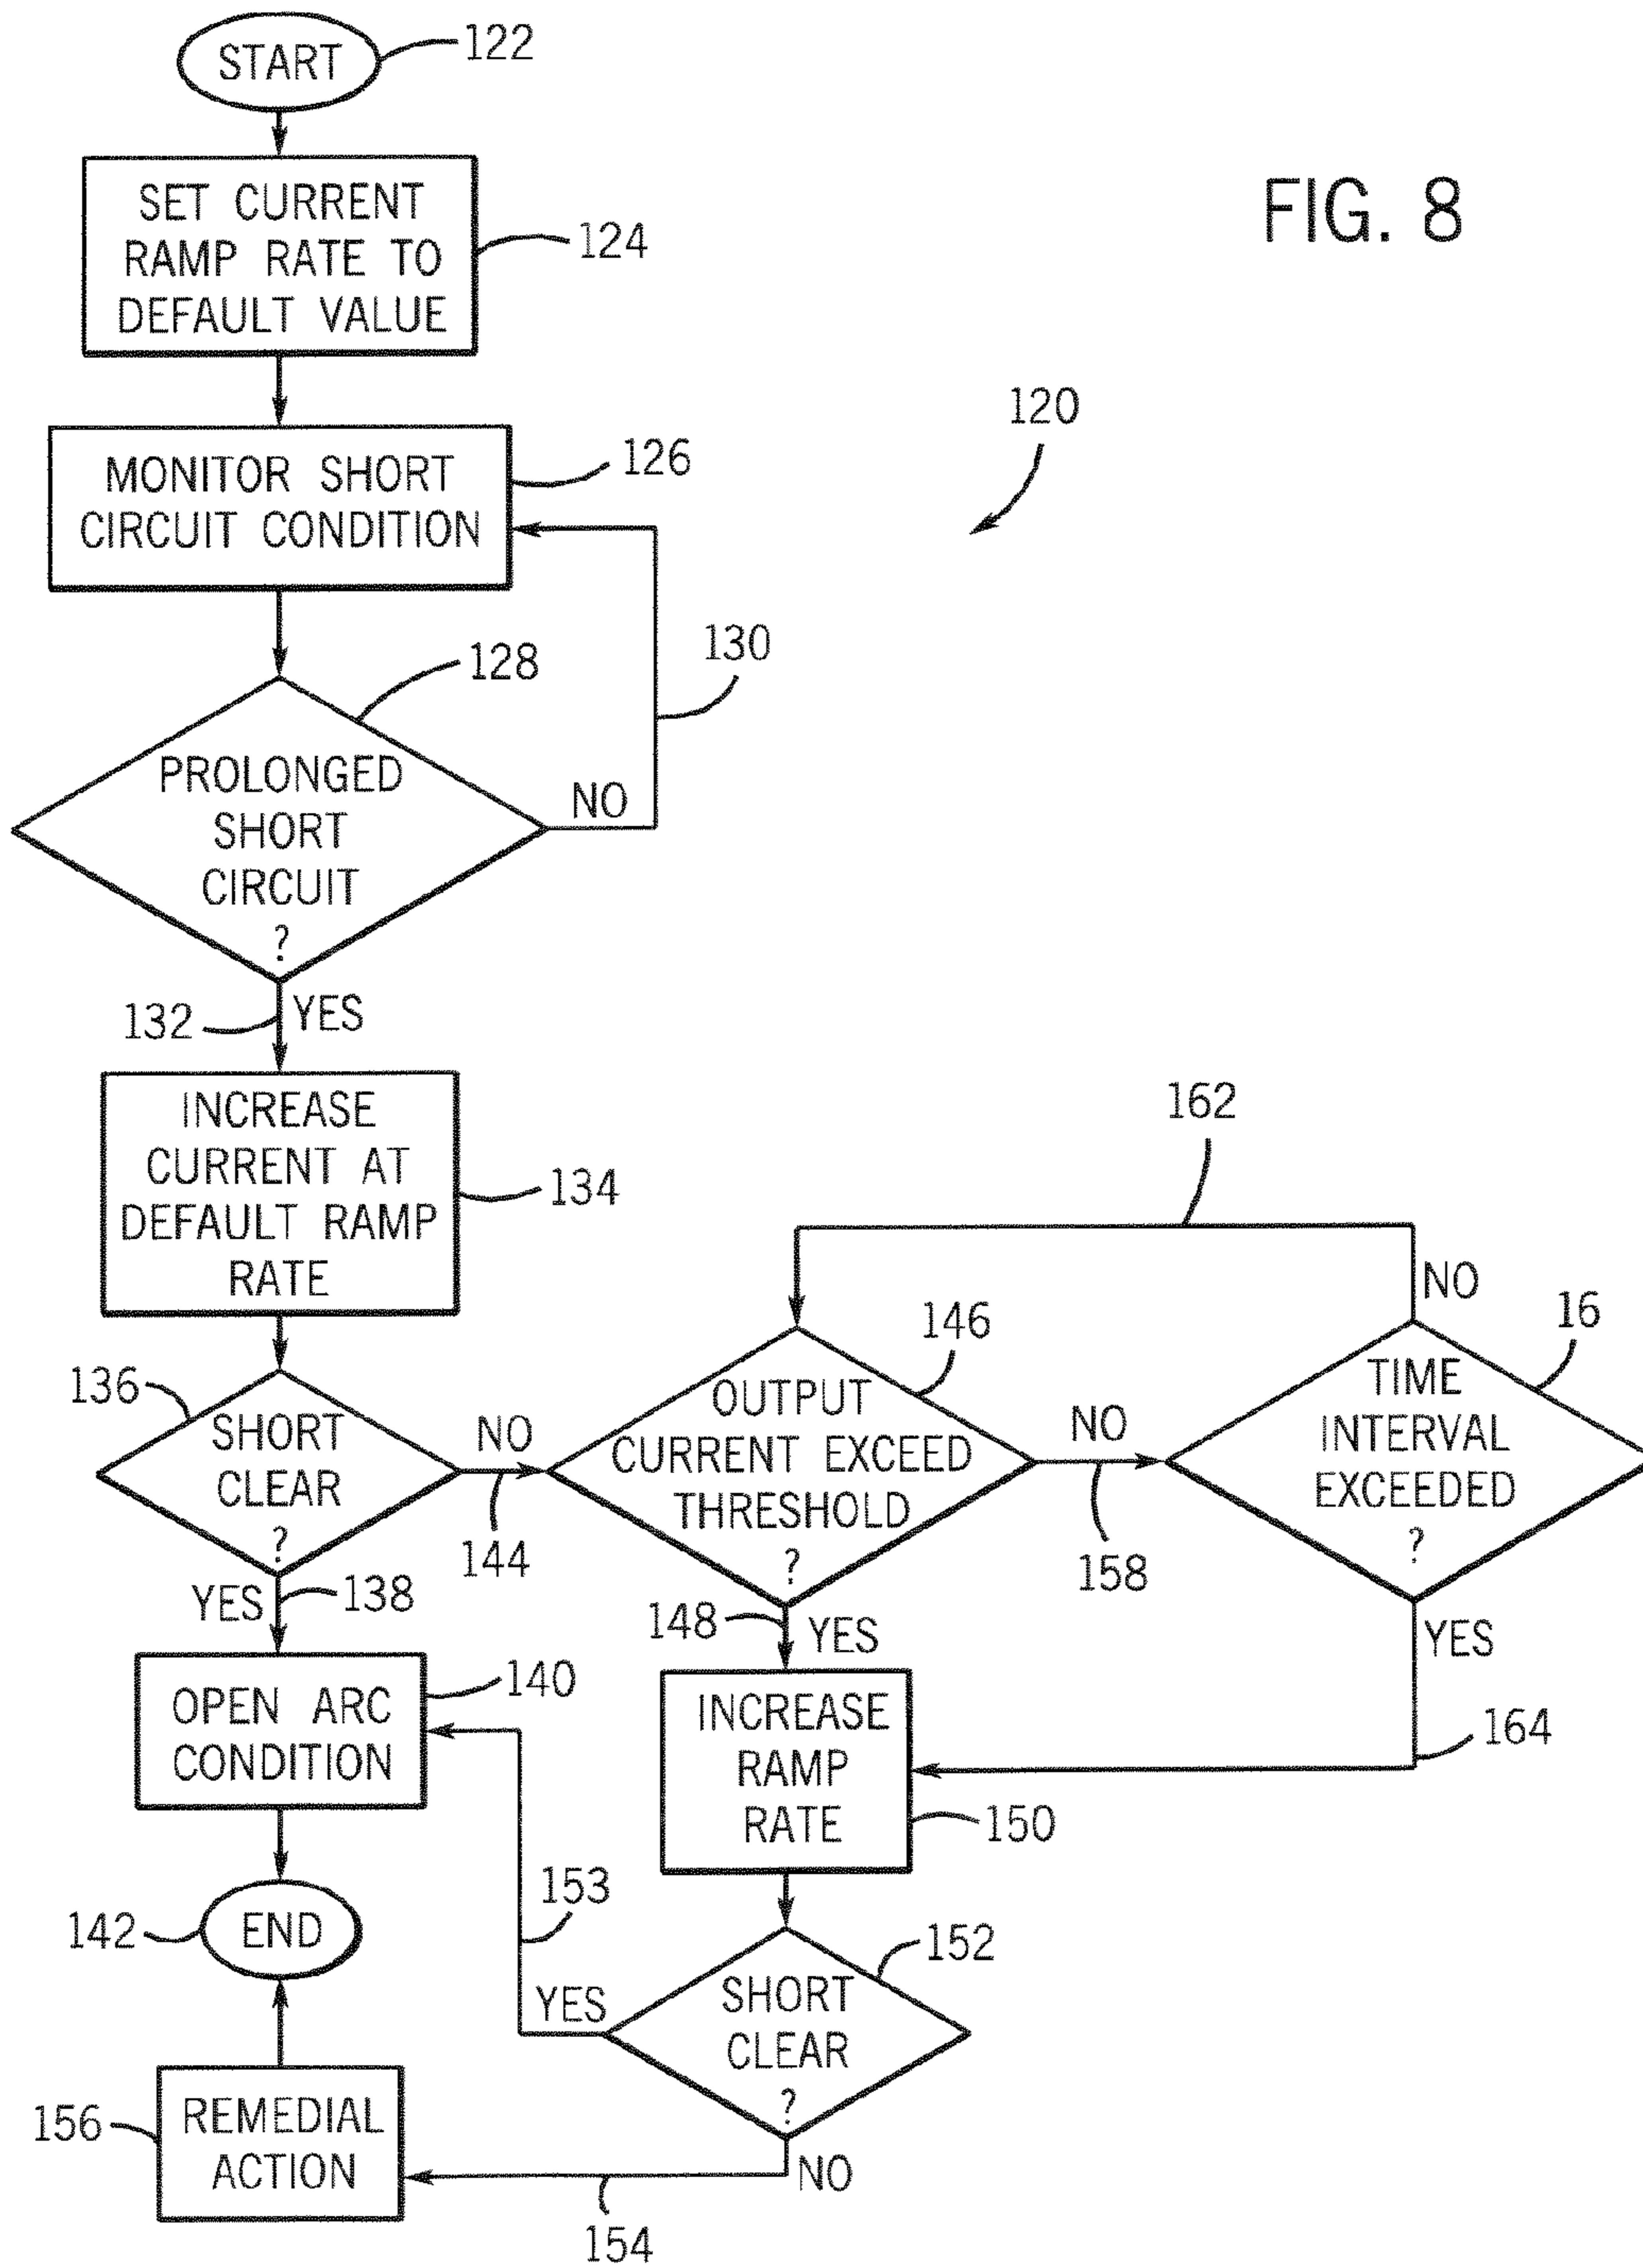 START
122
FIG. 8
SET CURRENT
RAMP RATE TO
DEFAULT VALUE
124
120
MONITOR SHORT
CIRCUIT CONDITION
126
130
128
PROLONGED
SHORT
CIRCUIT
?
NO
132
YES
INCREASE
CURRENT AT
DEFAULT RAMP
RATE
134
162
136
SHORT
CLEAR
?
NO
144
146
OUTPUT
CURRENT EXCEED
THRESHOLD
?
NO
158
NO
16
TIME
INTERVAL
EXCEEDED
?
YES
138
148
YES
YES
164
OPEN ARC
CONDITION
140
INCREASE
RAMP
RATE
150
153
142
END
152
YES
SHORT
CLEAR
?
NO
156
REMEDIAL
ACTION
154